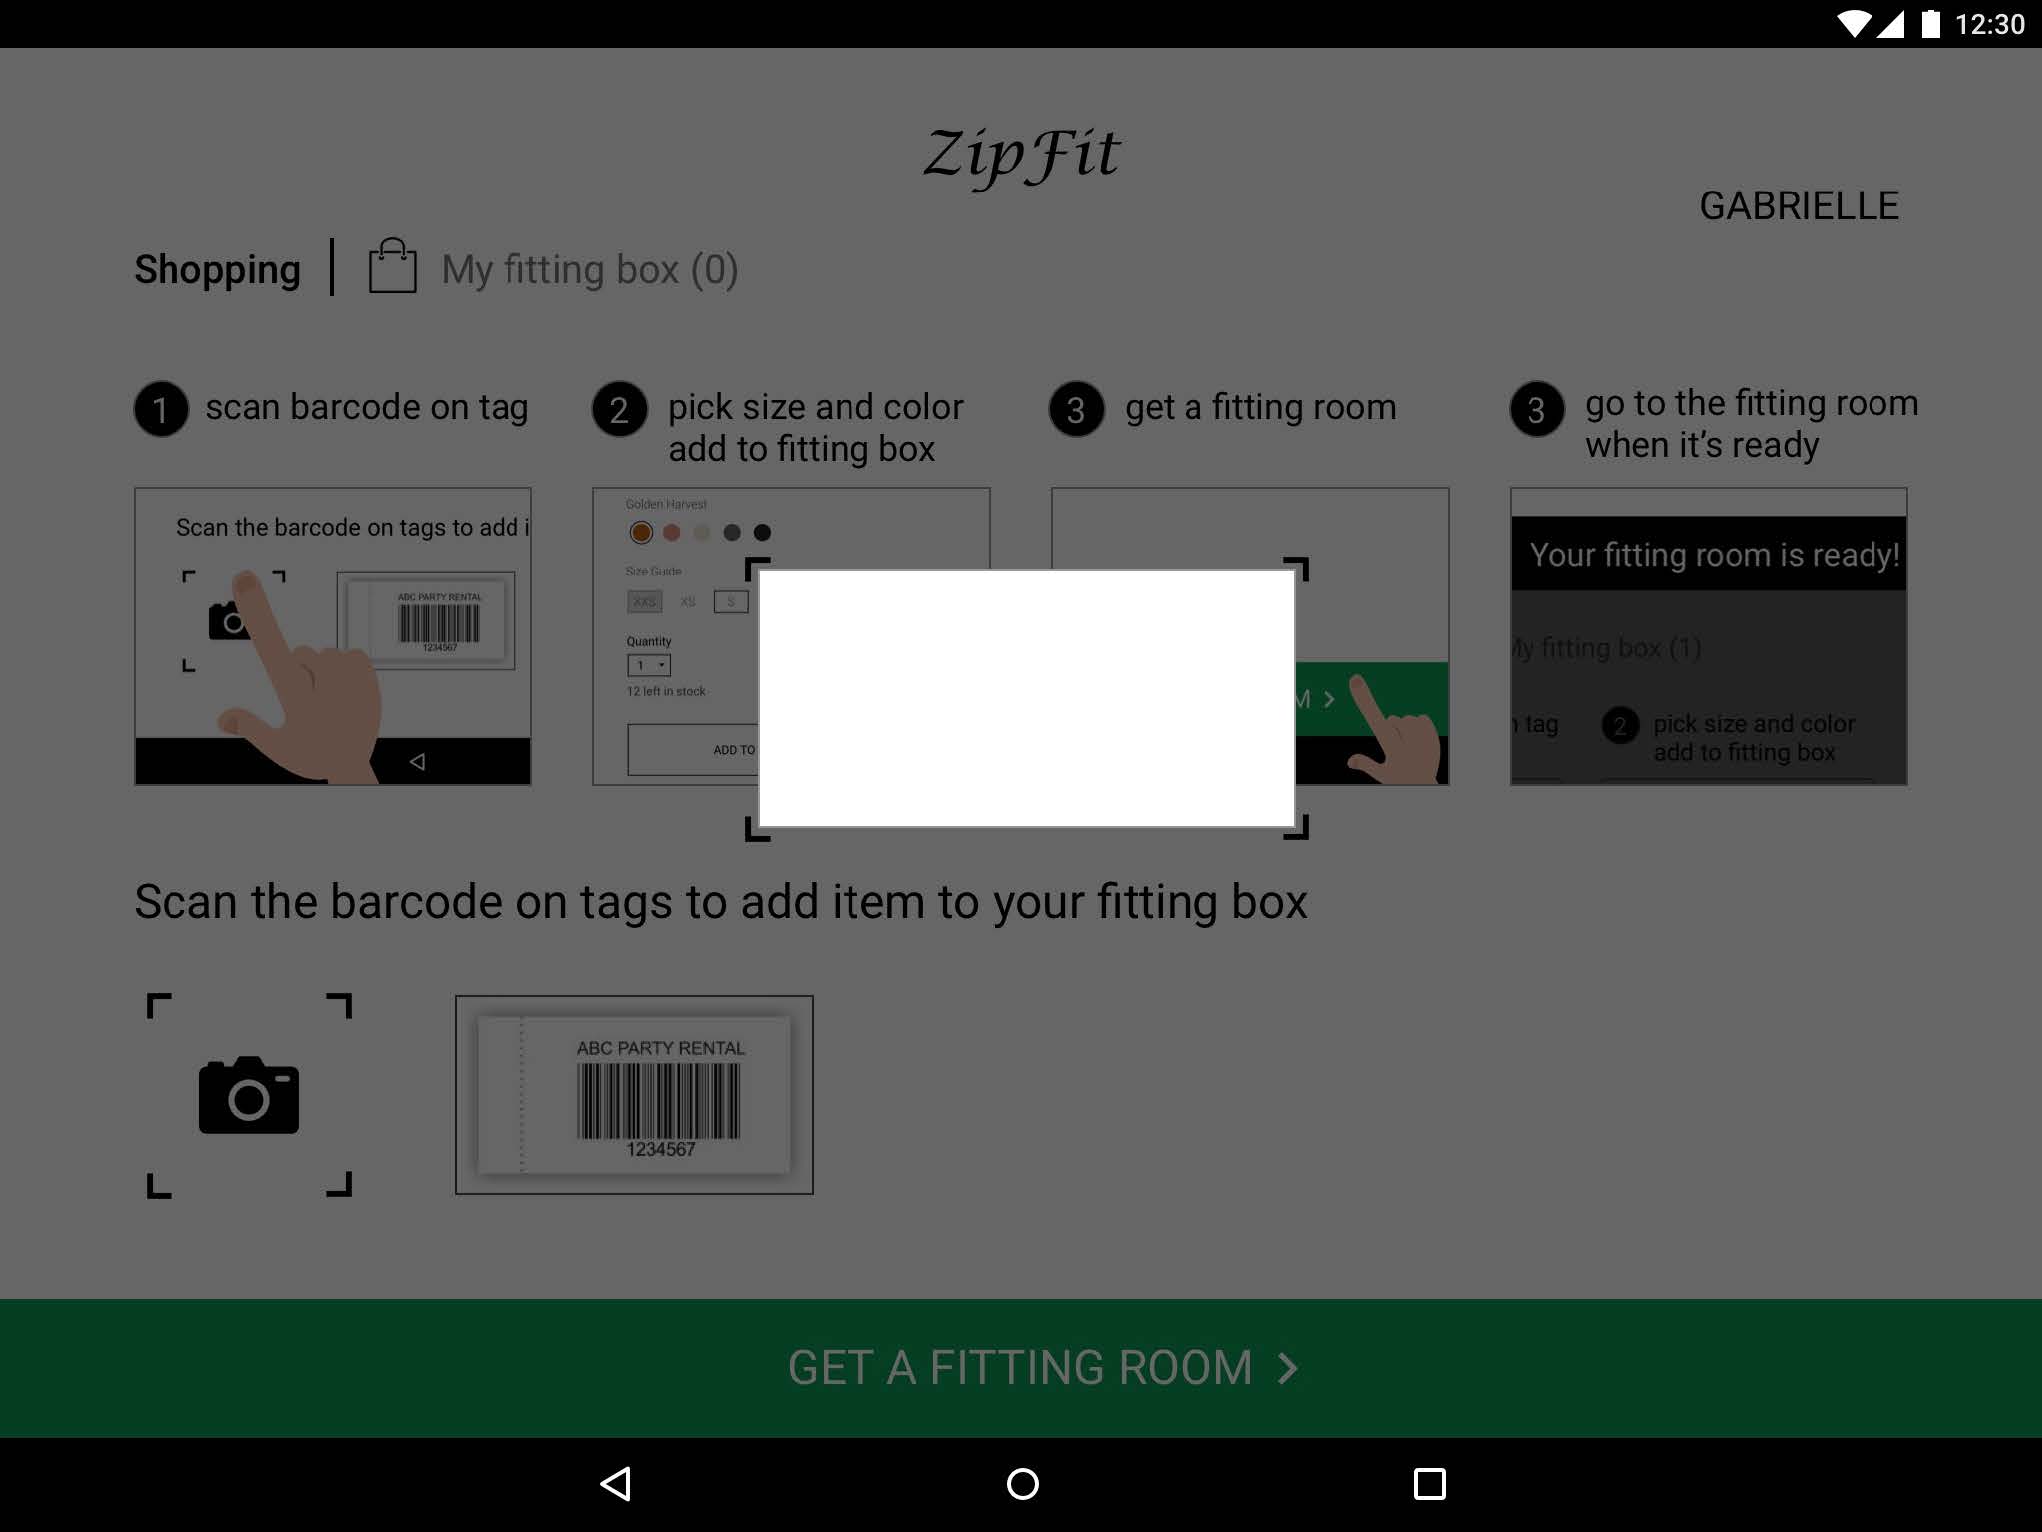 12:30
ZipFit
GABRIELLE
Shopping
My fitting box (0)
1 scan barcode on tag
2 pick size and color
add to fitting box
3 get a fitting room
3 go to the fitting room
when it's ready
Scan the barcode on tags to add i
ABC PARTY RENTAL
1234567
Golden Harvest
Size Guide
XXS XS S
Quantity
1
12 left in stock
ADD TO
M
Your fitting room is ready!
My fitting box (1)
tag
2 pick size and color
add to fitting box
Scan the barcode on tags to add item to your fitting box
ABC PARTY RENTAL
1234567
GET A FITTING ROOM